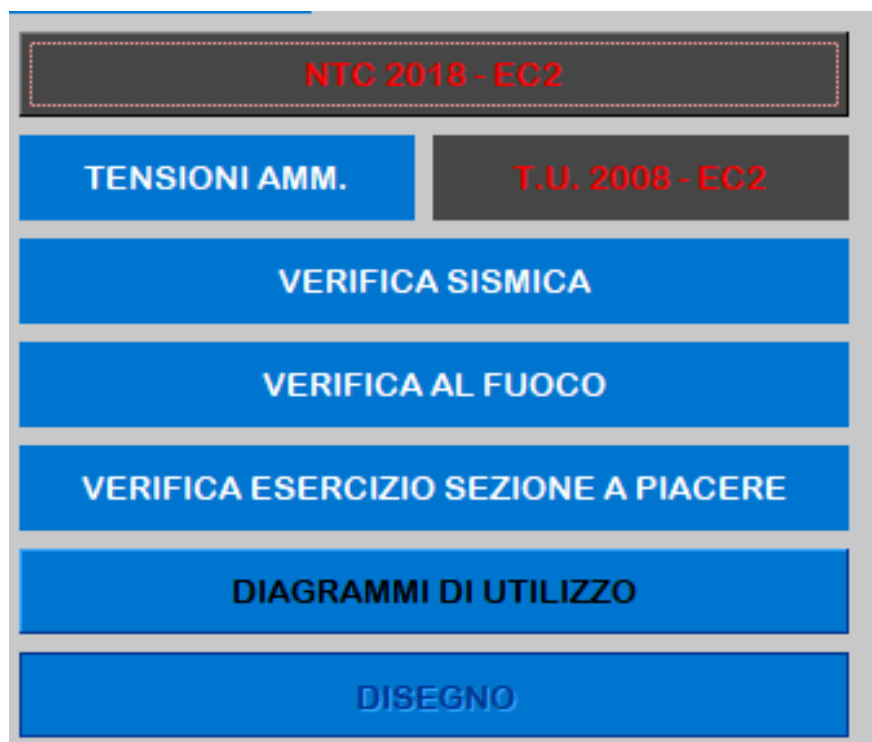 NTC 2018 - EC2
TENSIONI AMM.
T.U. 2008 - EC2
VERIFICA SISMICA
VERIFICA AL FUOCO
VERIFICA ESERCIZIO SEZIONE A PIACERE
DIAGRAMMI DI UTILIZZO
DISEGNO